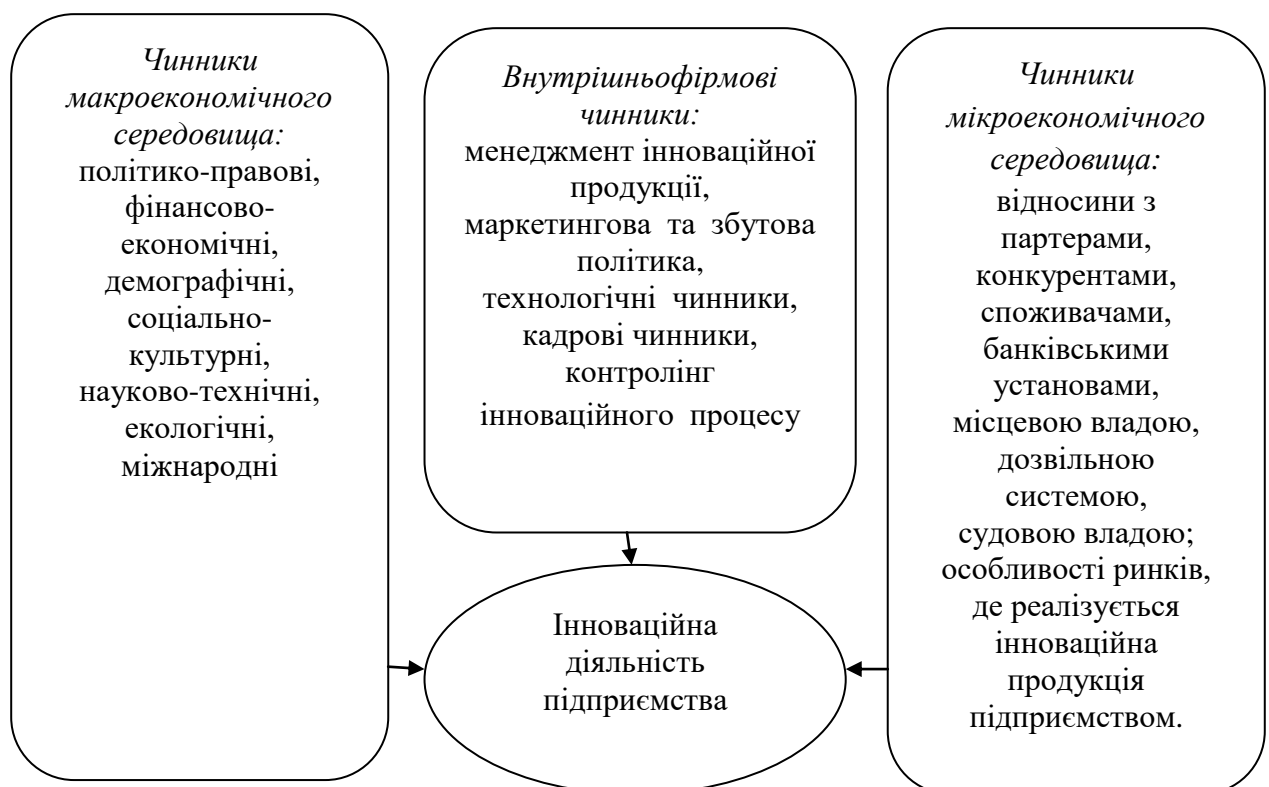 Чинники
макроекономічного
середовища:
політико-правові,
фінансово-
економічні,
демографічні,
соціально-
культурні,
науково-технічні,
екологічні,
міжнародні
Внутрішньофірмові
чинники:
менеджмент інноваційної
продукції,
маркетингова та збутова
політика,
технологічні чинники,
кадрові чинники,
контролінг
інноваційного процесу
Чинники
мікроекономічного
середовища:
відносини з
партерами,
конкурентами,
споживачами,
банківськими
установами,
місцевою владою,
дозвільною
системою,
судовою владою;
особливості ринків,
де реалізується
інноваційна
продукція
підприємством.
Інноваційна
діяльність
підприємства